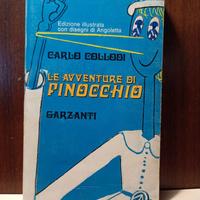 Edizione illustrata
con disegni di Angoletta
CARLO COLLODI
LE AVVENTURE DI
PINOCCHIO
GARZANTI